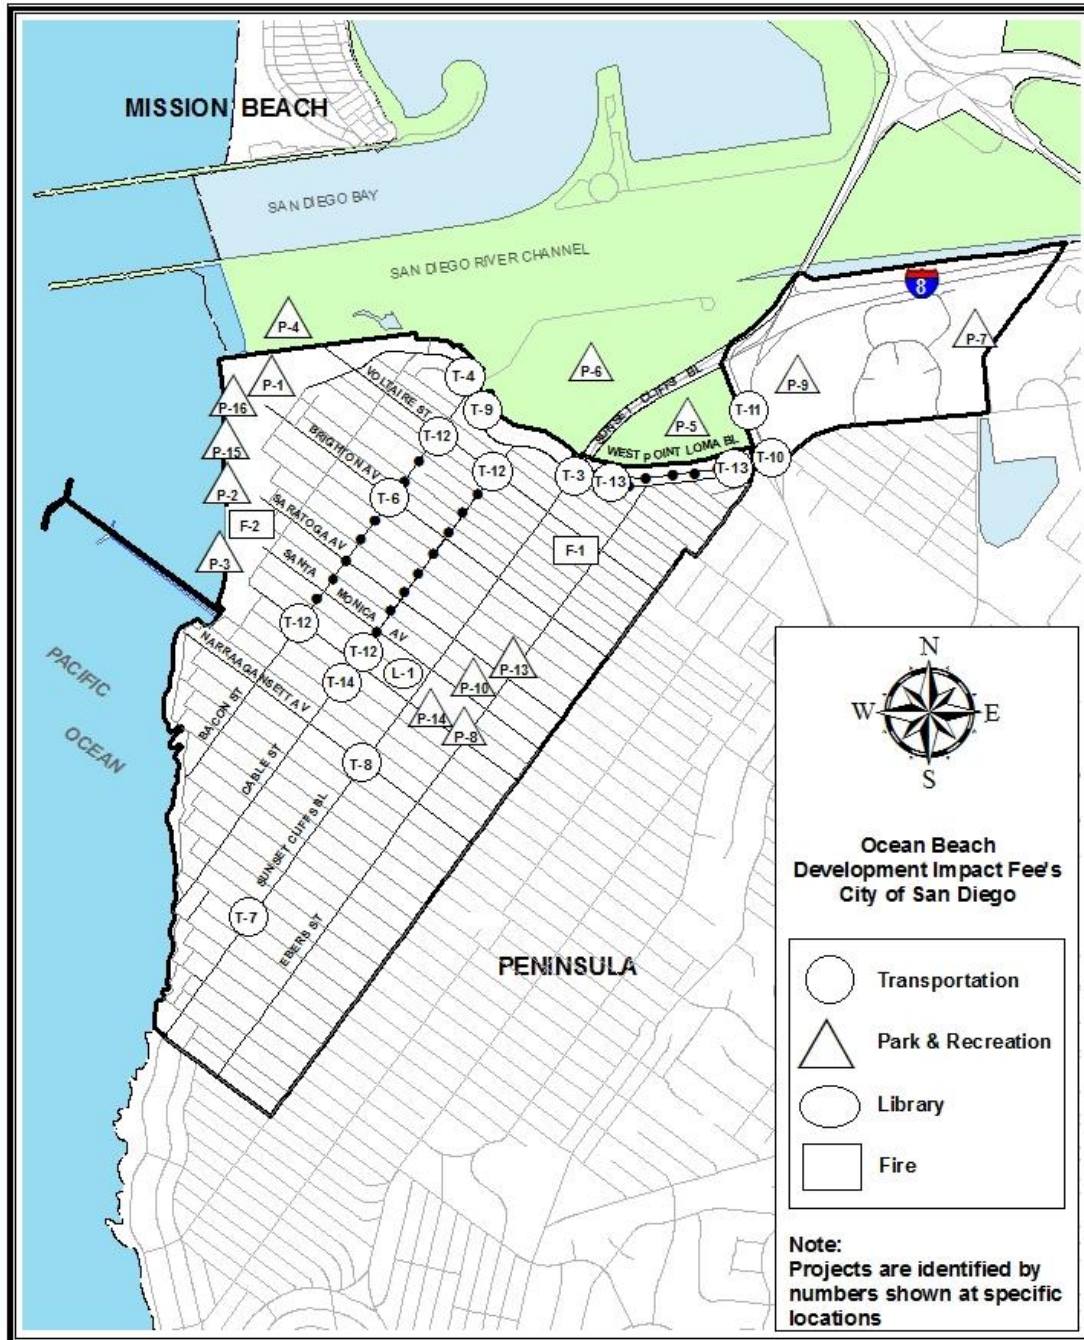 MISSION BEACH
SAN DIEGO BAY
SAN DIEGO RIVER CHANNEL
8
P-4
P-7
T-4
P-6
P-9
P-1
VOLTAIRE ST
SUNSET CLIFFS BL
P-16
T-9
T-11
P-5
T-12
BRIGHTON AV
WEST POINT LOMA BL
P-15
T-12
T-3
T-13
T-13
T-10
P-2
T-6
F-2
SARATOGA AV
F-1
P-3
SANTA MONICA AV
T-12
NARRAAGANSETT AV
T-12
L-1
P-13
T-14
P-10
PACIFIC
OCEAN
BACON ST
P-14
P-8
CABLE ST
T-8
SUNSET CLIFFS BL
T-7
EBERS ST
PENINSULA
N
W
E
S
Ocean Beach
Development Impact Fee's
City of San Diego
Transportation
Park & Recreation
Library
Fire
Note:
Projects are identified by
numbers shown at specific
locations